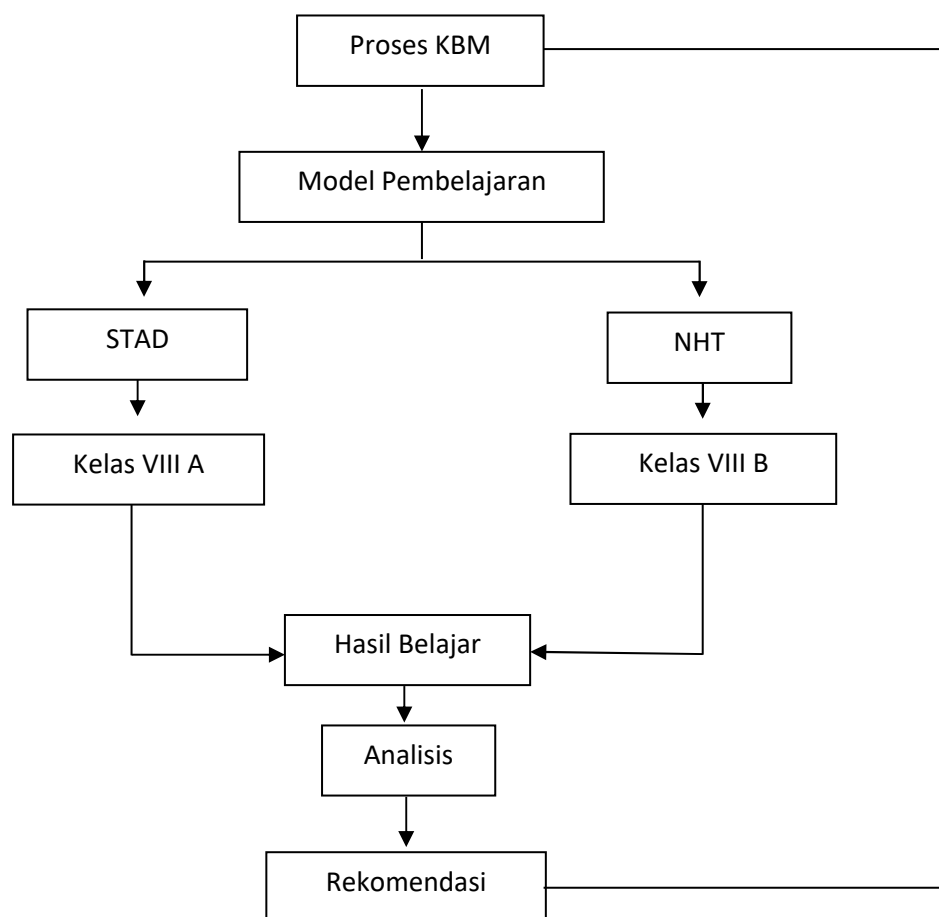 Proses KBM
Model Pembelajaran
STAD
NHT
Kelas VIII A
Kelas VIII B
Hasil Belajar
Analisis
Rekomendasi